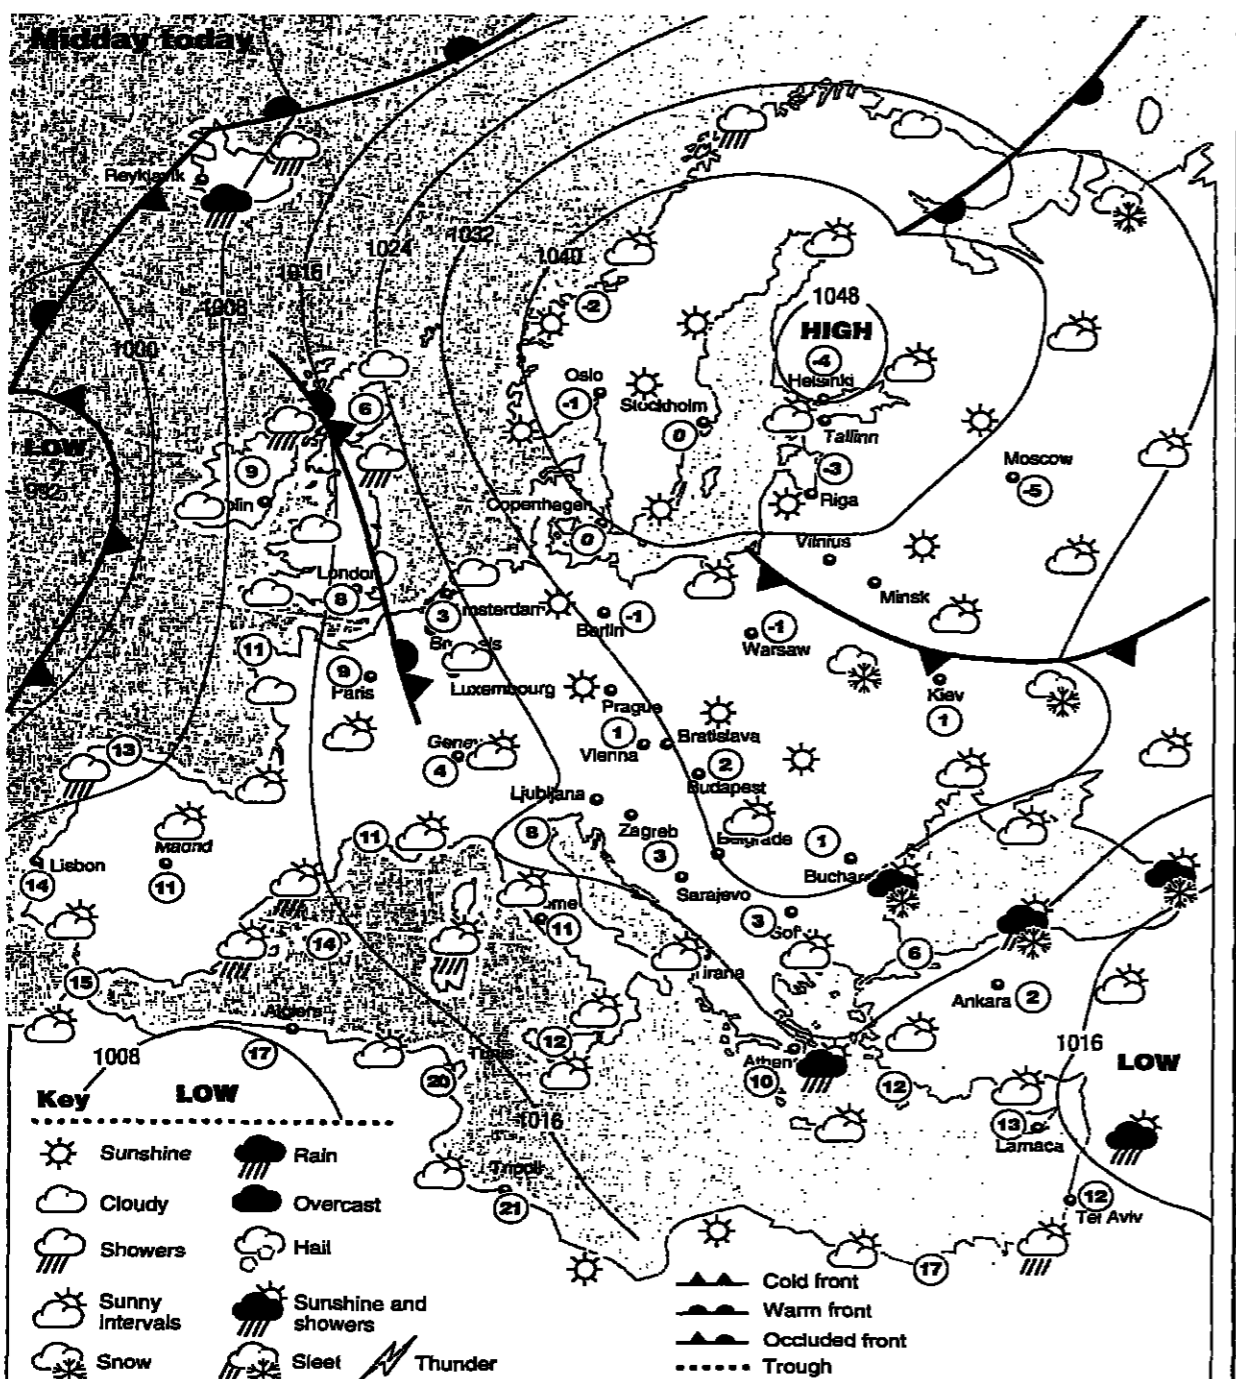 Midday today
Reykjavik
1016
1024
1032
1040
1008
1000
1048
HIGH
-4
Helsinki
-2
Oslo
-1
Stockholm
0
Tallinn
-3
Riga
Moscow
-5
6
LOW
992
9
Copenhagen
0
Vilnius
Minsk
London
8
3
Berlin
-1
-1
Warsaw
11
9
Paris
Luxembourg
Prague
1
Vienna
Bratislava
2
Budapest
Kiev
1
13
4
Ljubljana
8
Zagreb
3
Belgrade
1
Sarajevo
Madrid
11
Lisbon
14
11
11
3
6
14
Tirana
Ankara
2
15
Algiers
17
1008
LOW
Tunis
20
12
Athens
10
12
1016
LOW
13
Larnaca
1016
Tripoli
21
12
Tel Aviv
17
Key
Sunshine
Rain
Cloudy
Overcast
Showers
Hail
Sunny
intervals
Sunshine and
showers
Snow
Sleet
Thunder
Cold front
Warm front
Occluded front
Trough